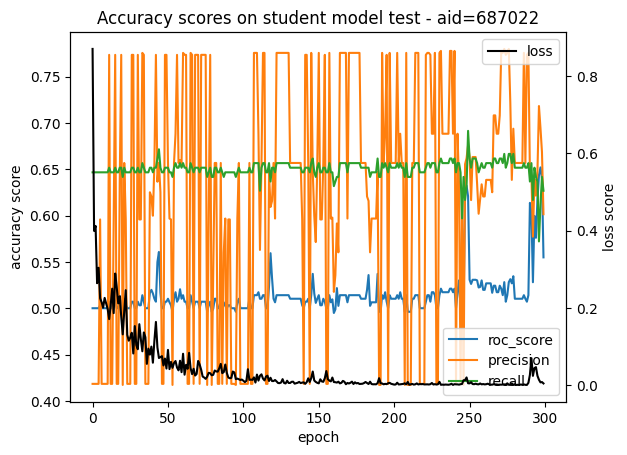 Accuracy scores on student model test - aid=687022
loss
0.75
0.70
0.65
0.60
0.55
0.50
0.45
0.40
accuracy score
0.8
0.6
0.4
0.2
0.0
loss score
roc_score
precision
recall
0
50
100
150
200
250
300
epoch